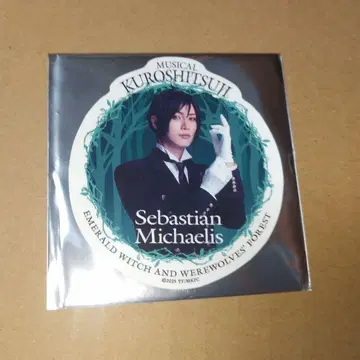 MUSICAL
KUROSHITSUJI
Sebastian
Michaelis
EMERALD WITCH AND WEREWOLVES' FOREST